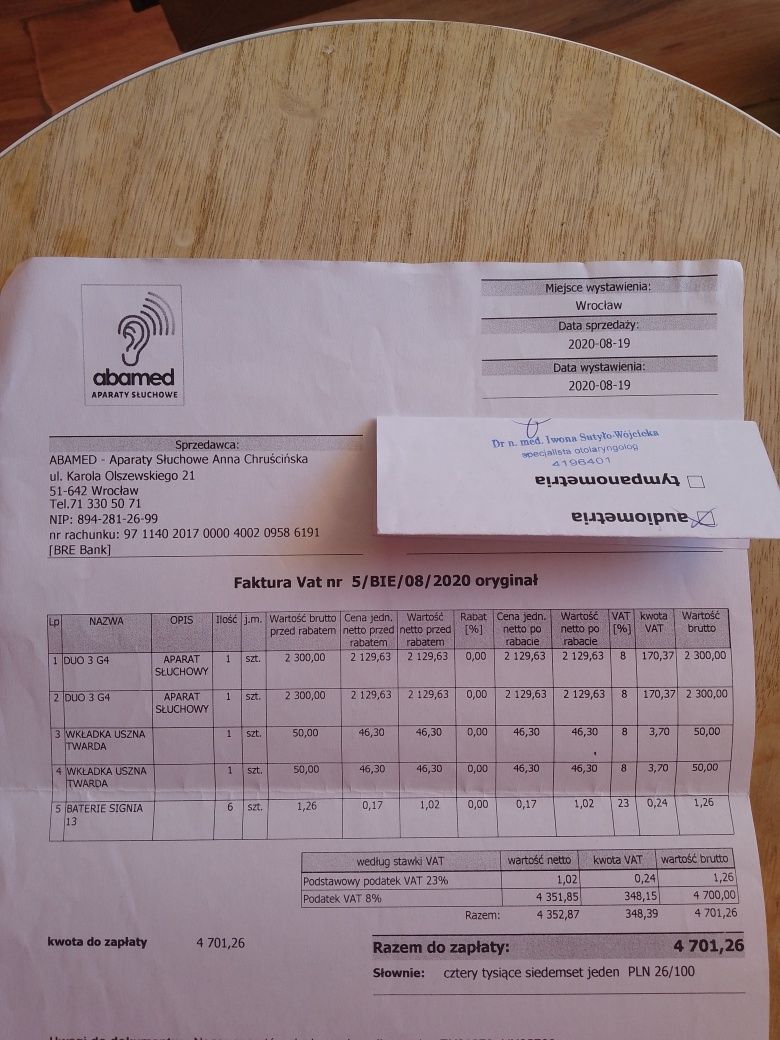 abamed
APARATY SŁUCHOWE
Miejsce wystawienia:
Wrocław
Data sprzedaży:
2020-08-19
Data wystawienia:
2020-08-19
Sprzedawca:
ABAMED - Aparaty Słuchowe Anna Chruścińska
ul. Karola Olszewskiego 21
51-642 Wrocław
Tel.71 330 50 71
NIP: 894-281-26-99
nr rachunku: 97 1140 2017 0000 4002 0958 6191
[BRE Bank]
Dr n. med. Iwona Sutyło-Wójcicka
specjalista otolaryngolog
4196401
tympanometria
audiometria
Faktura Vat nr 5/BIE/08/2020 oryginał
Lp NAZWA OPIS Ilość j.m. Wartość brutto przed rabatem Cena jedn. netto przed rabatem Wartość netto przed rabatem Rabat [%] Cena jedn. netto po rabacie Wartość netto po rabacie VAT [%] kwota VAT Wartość brutto
1 DUO 3 G4 APARAT SŁUCHOWY 1 szt. 2 300,00 2 129,63 2 129,63 0,00 2 129,63 2 129,63 8 170,37 2 300,00
2 DUO 3 G4 APARAT SŁUCHOWY 1 szt. 2 300,00 2 129,63 2 129,63 0,00 2 129,63 2 129,63 8 170,37 2 300,00
3 WKŁADKA USZNA TWARDA 1 szt. 50,00 46,30 46,30 0,00 46,30 46,30 8 3,70 50,00
4 WKŁADKA USZNA TWARDA 1 szt. 50,00 46,30 46,30 0,00 46,30 46,30 8 3,70 50,00
5 BATERIE SIGNIA 13 6 szt. 1,26 0,17 1,02 0,00 0,17 1,02 23 0,24 1,26
według stawki VAT wartość netto kwota VAT wartość brutto
Podstawowy podatek VAT 23% 1,02 0,24 1,26
Podatek VAT 8% 4 351,85 348,15 4 700,00
Razem: 4 352,87 348,39 4 701,26
kwota do zapłaty 4 701,26
Razem do zapłaty: 4 701,26
Słownie: cztery tysiące siedemset jeden PLN 26/100